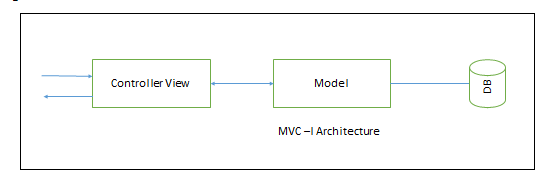 Controller View
Model
DB
MVC –I Architecture